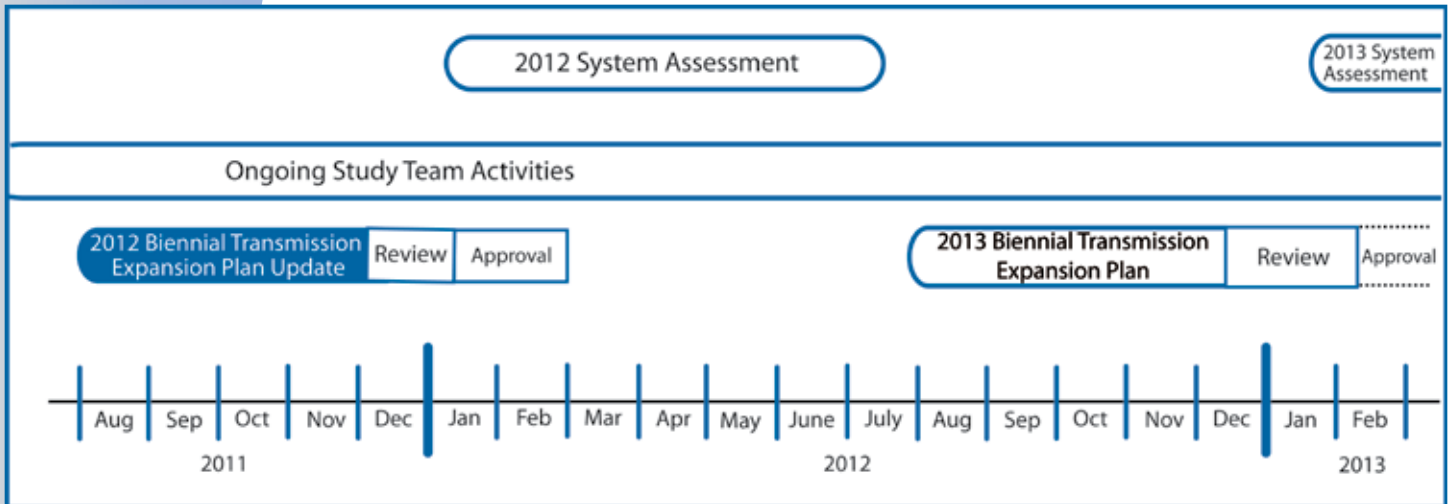 2012 System Assessment
2013 System
Assessment
Ongoing Study Team Activities
2012 Biennial Transmission
Expansion Plan Update
Review
Approval
2013 Biennial Transmission
Expansion Plan
Review
Approval
Aug Sep Oct Nov Dec Jan Feb Mar Apr May June July Aug Sep Oct Nov Dec Jan Feb
2011 2012 2013